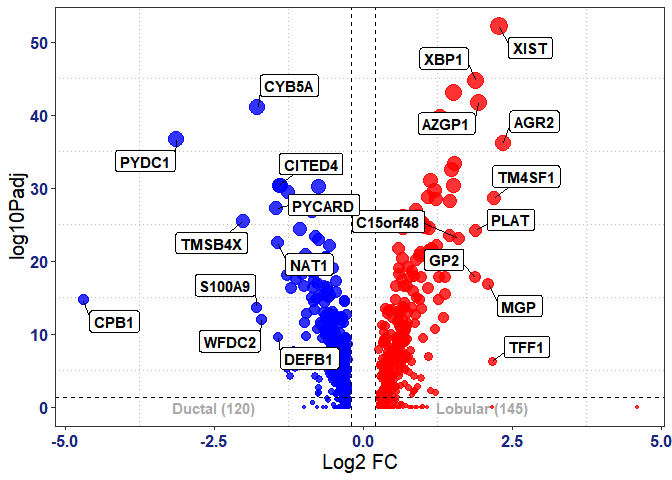 50
40
30
20
10
0
log10Padj
XIST
XBP1
CYB5A
AZGP1
AGR2
PYDC1
CITED4
TM4SF1
PYCARD
C15orf48
PLAT
TMSB4X
NAT1
GP2
S100A9
MGP
CPB1
WFDC2
DEFB1
TFF1
Ductal (120)
Lobular (145)
-5.0
-2.5
0.0
2.5
5.0
Log2 FC